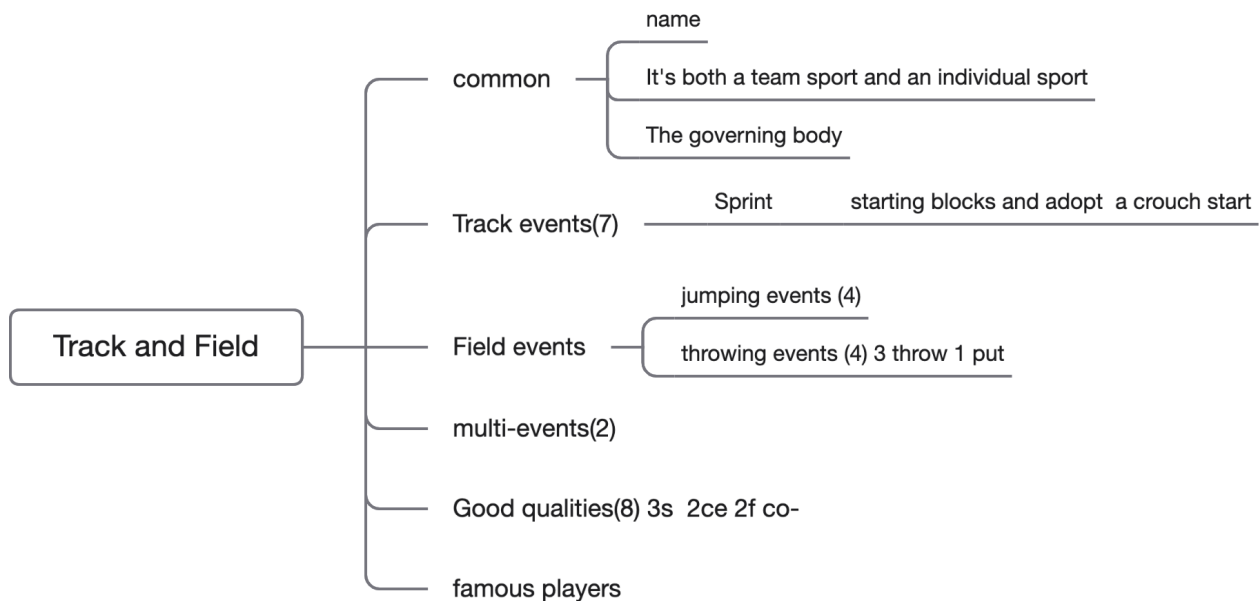 name
common
It's both a team sport and an individual sport
The governing body
Track events(7)
Sprint
starting blocks and adopt  a crouch start
Track and Field
jumping events (4)
Field events
throwing events (4) 3 throw 1 put
multi-events(2)
Good qualities(8) 3s  2ce 2f co-
famous players